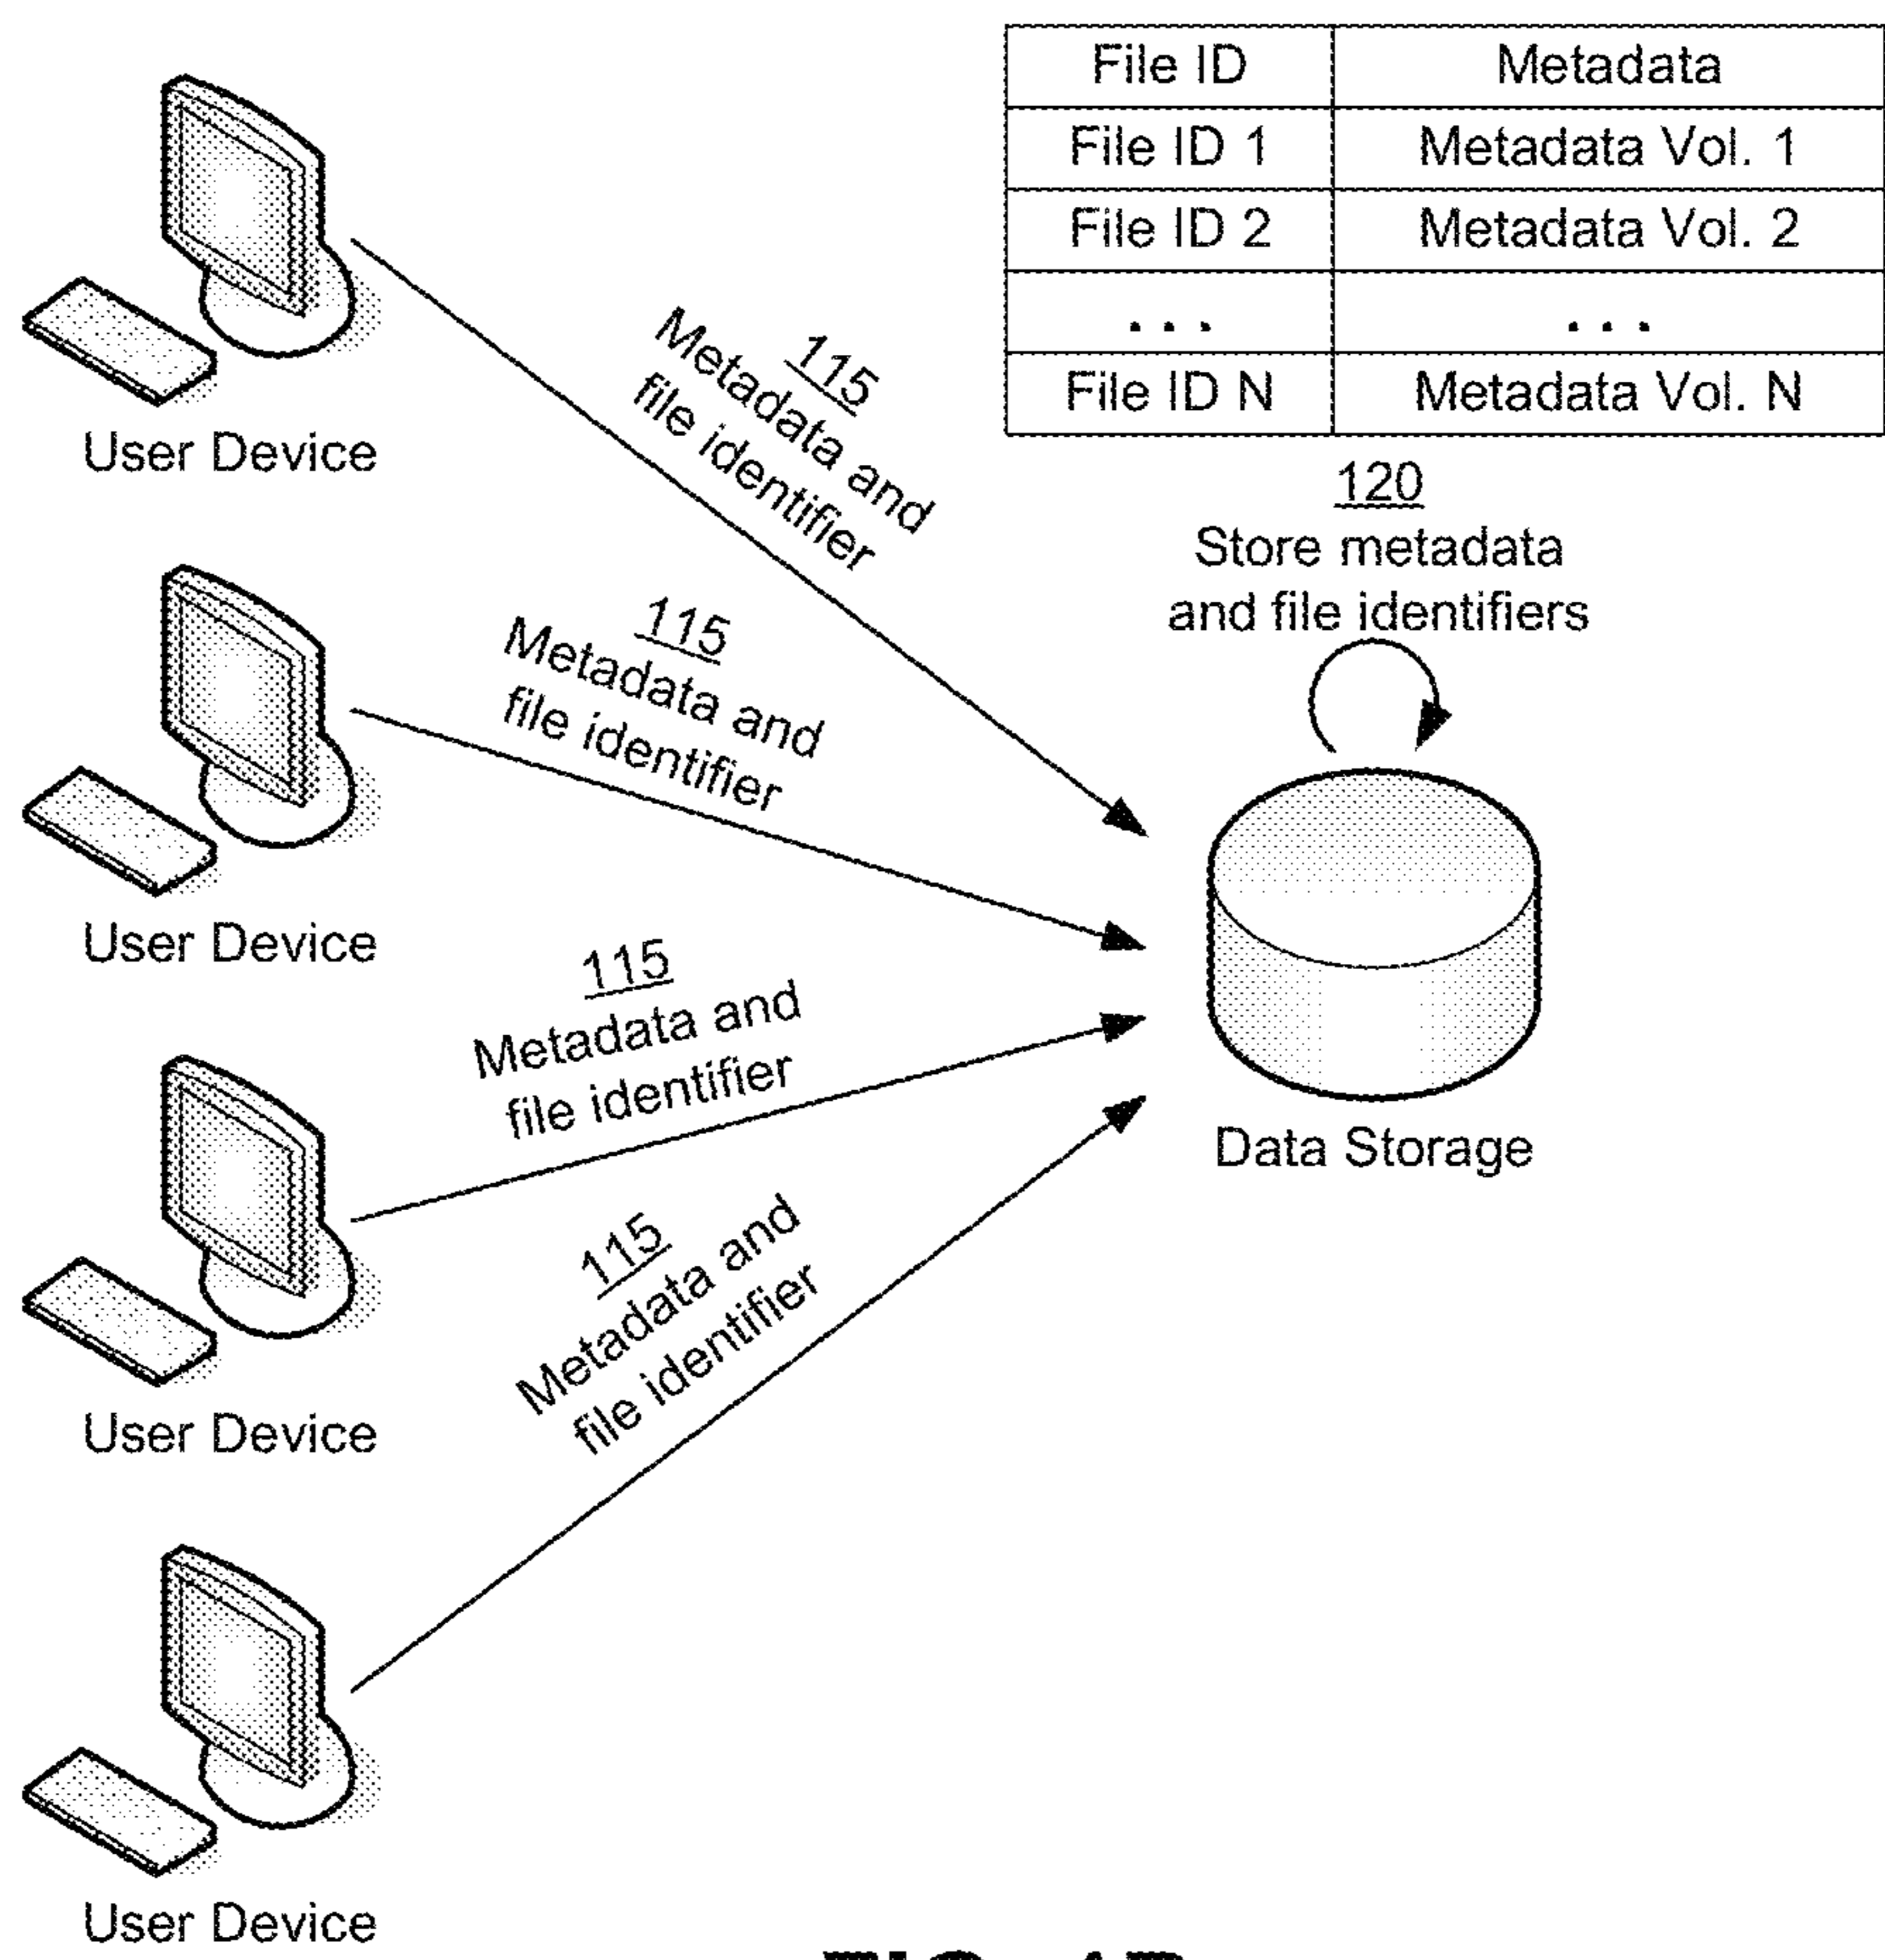 File ID Metadata
File ID 1 Metadata Vol. 1
File ID 2 Metadata Vol. 2
... ...
File ID N Metadata Vol. N
120
Store metadata
and file identifiers
115
Metadata and
file identifier
User Device
115
Metadata and
file identifier
User Device
115
Metadata and
file identifier
Data Storage
User Device
115
Metadata and
file identifier
User Device